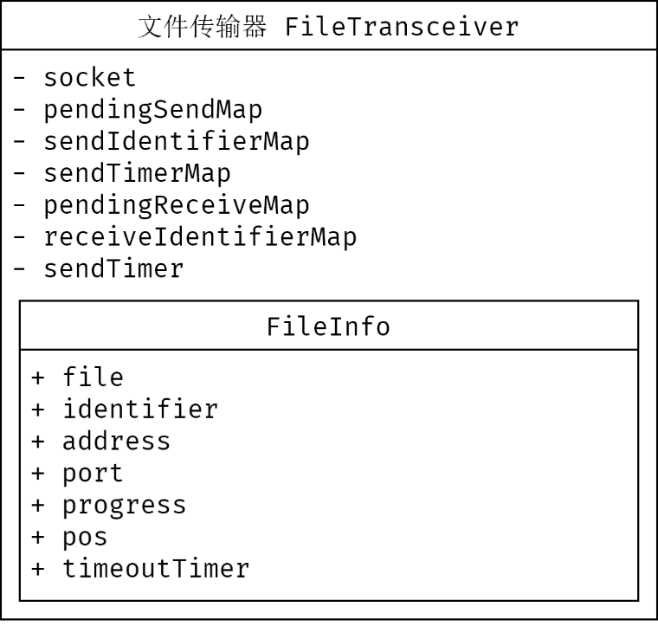 文件传输器 FileTransceiver
- socket
- pendingSendMap
- sendIdentifierMap
- sendTimerMap
- pendingReceiveMap
- receiveIdentifierMap
- sendTimer
FileInfo
+ file
+ identifier
+ address
+ port
+ progress
+ pos
+ timeoutTimer